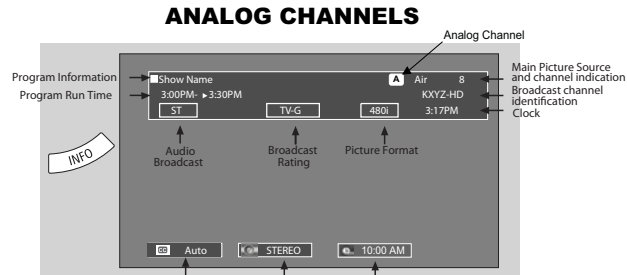 ANALOG CHANNELS
Analog Channel
Program Information
Show Name
A
Air 8
Main Picture Source
and channel indication
Program Run Time
3:00PM- ▸3:30PM
KXYZ-HD
Broadcast channel
identification
ST
TV-G
480i
3:17PM
Clock
Audio
Broadcast
Broadcast
Rating
Picture Format
INFO
CC Auto
STEREO
10:00 AM